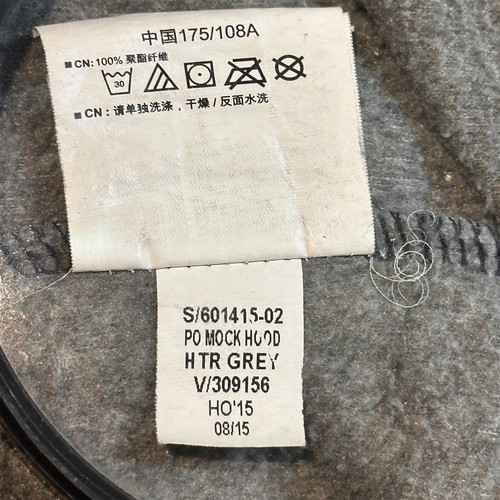 中国175/108A
CN: 100% 聚酯纤维
30
CN：请单独洗涤，干燥/反面水洗
S/601415-02
PO MOCK HOOD
HTR GREY
V/309156
HO'15
08/15